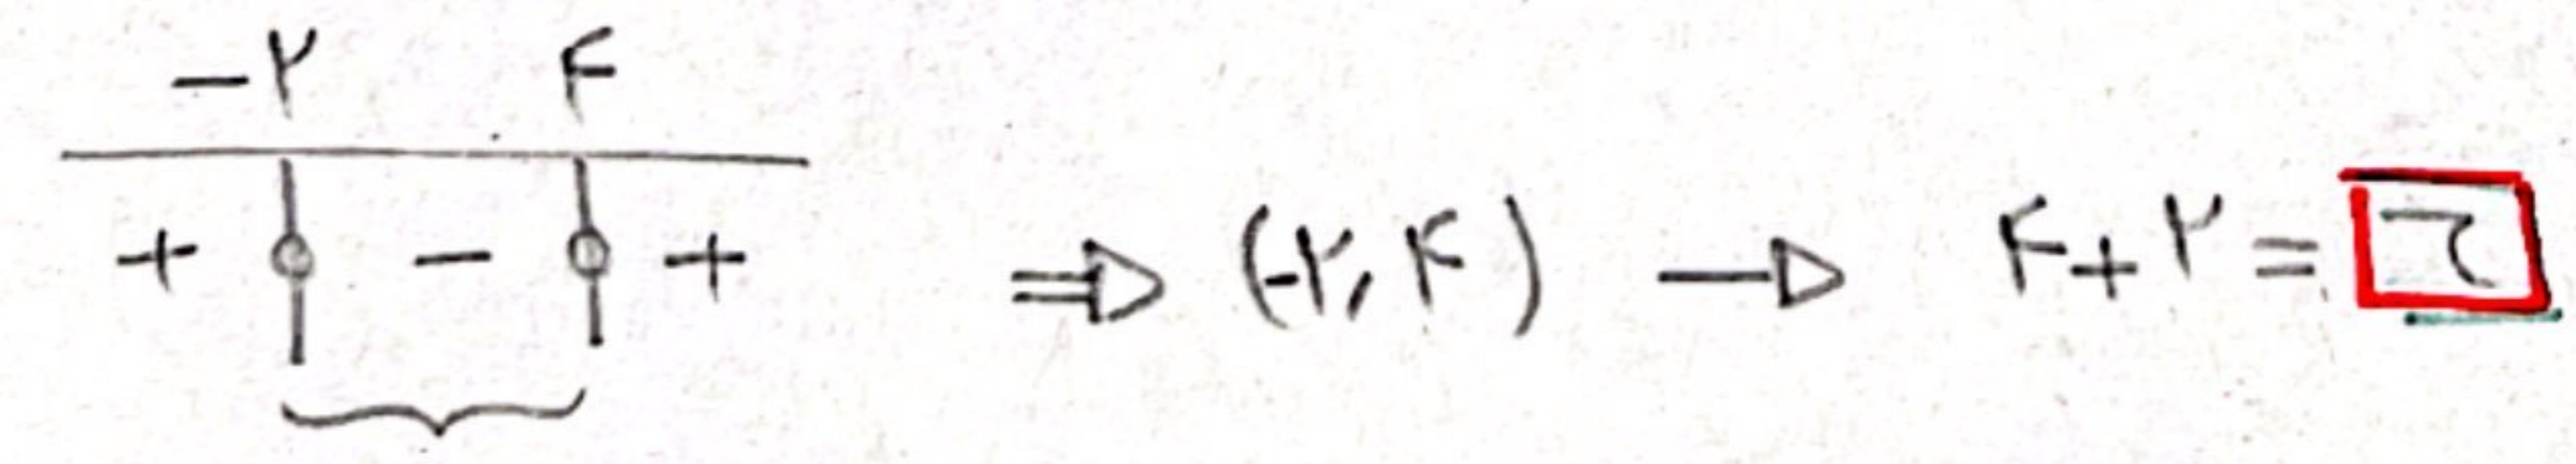 -۲ ۴
+ - + ⇒ (-۲, ۴) → ۴+۲=۶